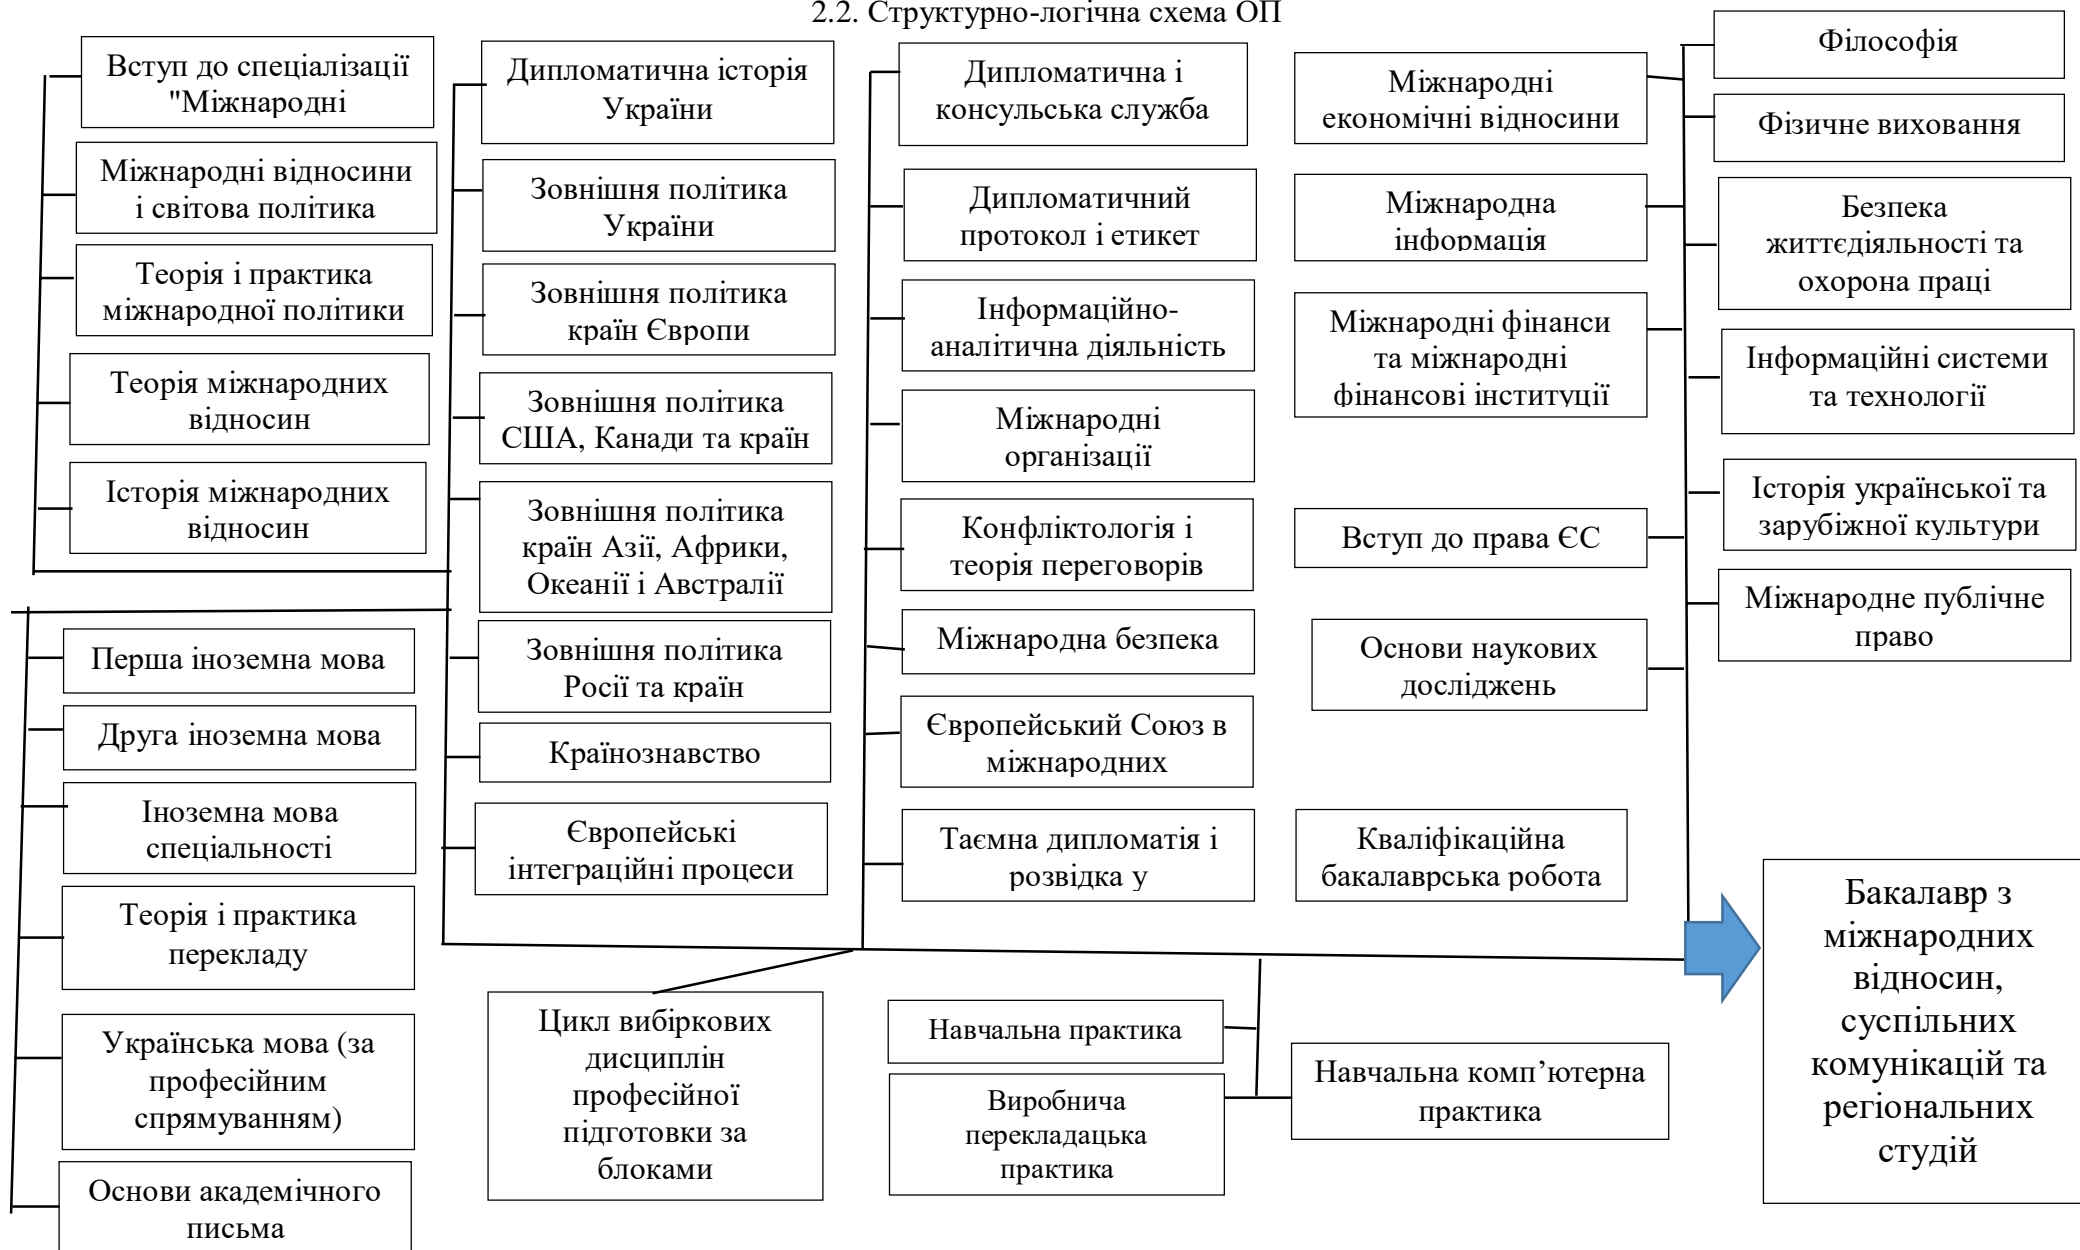 2.2. Структурно-логічна схема ОП
Вступ до спеціалізації
"Міжнародні
Міжнародні відносини
і світова політика
Теорія і практика
міжнародної політики
Теорія міжнародних
відносин
Історія міжнародних
відносин
Перша іноземна мова
Друга іноземна мова
Іноземна мова
спеціальності
Теорія і практика
перекладу
Українська мова (за
професійним
спрямуванням)
Основи академічного
письма
Дипломатична історія
України
Зовнішня політика
України
Зовнішня політика
країн Європи
Зовнішня політика
США, Канади та країн
Зовнішня політика
країн Азії, Африки,
Океанії і Австралії
Зовнішня політика
Росії та країн
Країнознавство
Європейські
інтеграційні процеси
Цикл вибіркових
дисциплін
професійної
підготовки за
блоками
Дипломатична і
консульська служба
Дипломатичний
протокол і етикет
Інформаційно-
аналітична діяльність
Міжнародні
організації
Конфліктологія і
теорія переговорів
Міжнародна безпека
Європейський Союз в
міжнародних
Таємна дипломатія і
розвідка у
Навчальна практика
Виробнича
перекладацька
практика
Міжнародні
економічні відносини
Міжнародна
інформація
Міжнародні фінанси
та міжнародні
фінансові інституції
Вступ до права ЄС
Основи наукових
досліджень
Кваліфікаційна
бакалаврська робота
Навчальна комп’ютерна
практика
Філософія
Фізичне виховання
Безпека
життєдіяльності та
охорона праці
Інформаційні системи
та технології
Історія української та
зарубіжної культури
Міжнародне публічне
право
Бакалавр з
міжнародних
відносин,
суспільних
комунікацій та
регіональних
студій